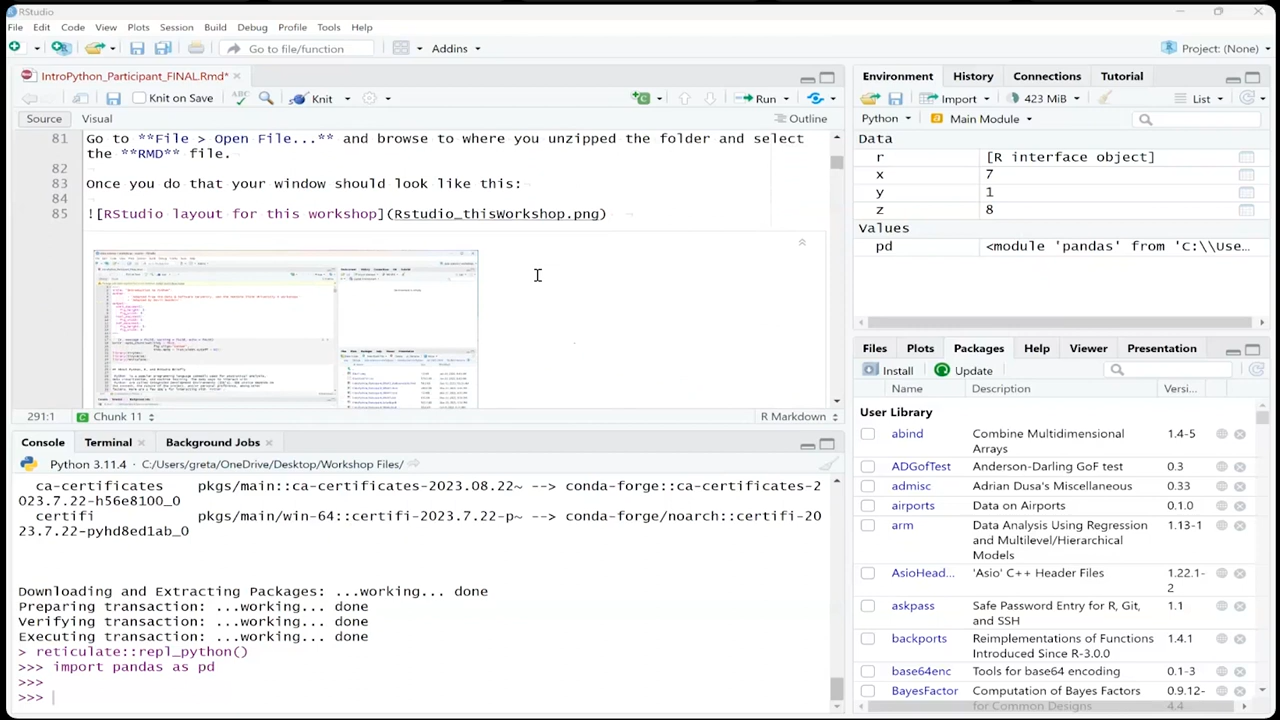 RStudio
File Edit Code View Plots Session Build Debug Profile Tools Help
Go to file/function Addins Project: (None)
IntroPython_Participant_FINAL.Rmd*
Knit on Save ABC Knit Run
Source Visual Outline
81 Go to **File > Open File...** and browse to where you unzipped the folder and select
the **RMD** file.
82
83 Once you do that your window should look like this:
84
85 ![RStudio layout for this workshop](Rstudio_thisWorkshop.png)
291:1 Chunk 11 R Markdown
Console Terminal Background Jobs
Python 3.11.4 · C:/Users/greta/OneDrive/Desktop/Workshop Files/
ca-certificates pkgs/main::ca-certificates-2023.08.22~ --> conda-forge::ca-certificates-2
023.7.22-h56e8100_0
certifi pkgs/main/win-64::certifi-2023.7.22-p~ --> conda-forge/noarch::certifi-20
23.7.22-pyhd8ed1ab_0
Downloading and Extracting Packages: ...working... done
Preparing transaction: ...working... done
Verifying transaction: ...working... done
Executing transaction: ...working... done
> reticulate::repl_python()
>>> import pandas as pd
>>>
>>>
Environment History Connections Tutorial
Import 423 MiB List
Python Main Module
Data
r [R interface object]
x 7
y 1
z 8
Values
pd <module 'pandas' from 'C:\\Use…
Files Plots Packages Help Viewer Presentation
Install Update
Name Description Versi...
User Library
abind Combine Multidimensional 1.4-5
Arrays
ADGofTest Anderson-Darling GoF test 0.3
admisc Adrian Dusa's Miscellaneous 0.33
airports Data on Airports 0.1.0
arm Data Analysis Using Regression 1.13-1
and Multilevel/Hierarchical
Models
AsioHead... 'Asio' C++ Header Files 1.22.1-
2
askpass Safe Password Entry for R, Git, 1.1
and SSH
backports Reimplementations of Functions 1.4.1
Introduced Since R-3.0.0
base64enc Tools for base64 encoding 0.1-3
BayesFactor Computation of Bayes Factors 0.9.12-
for Common Designs 4.4